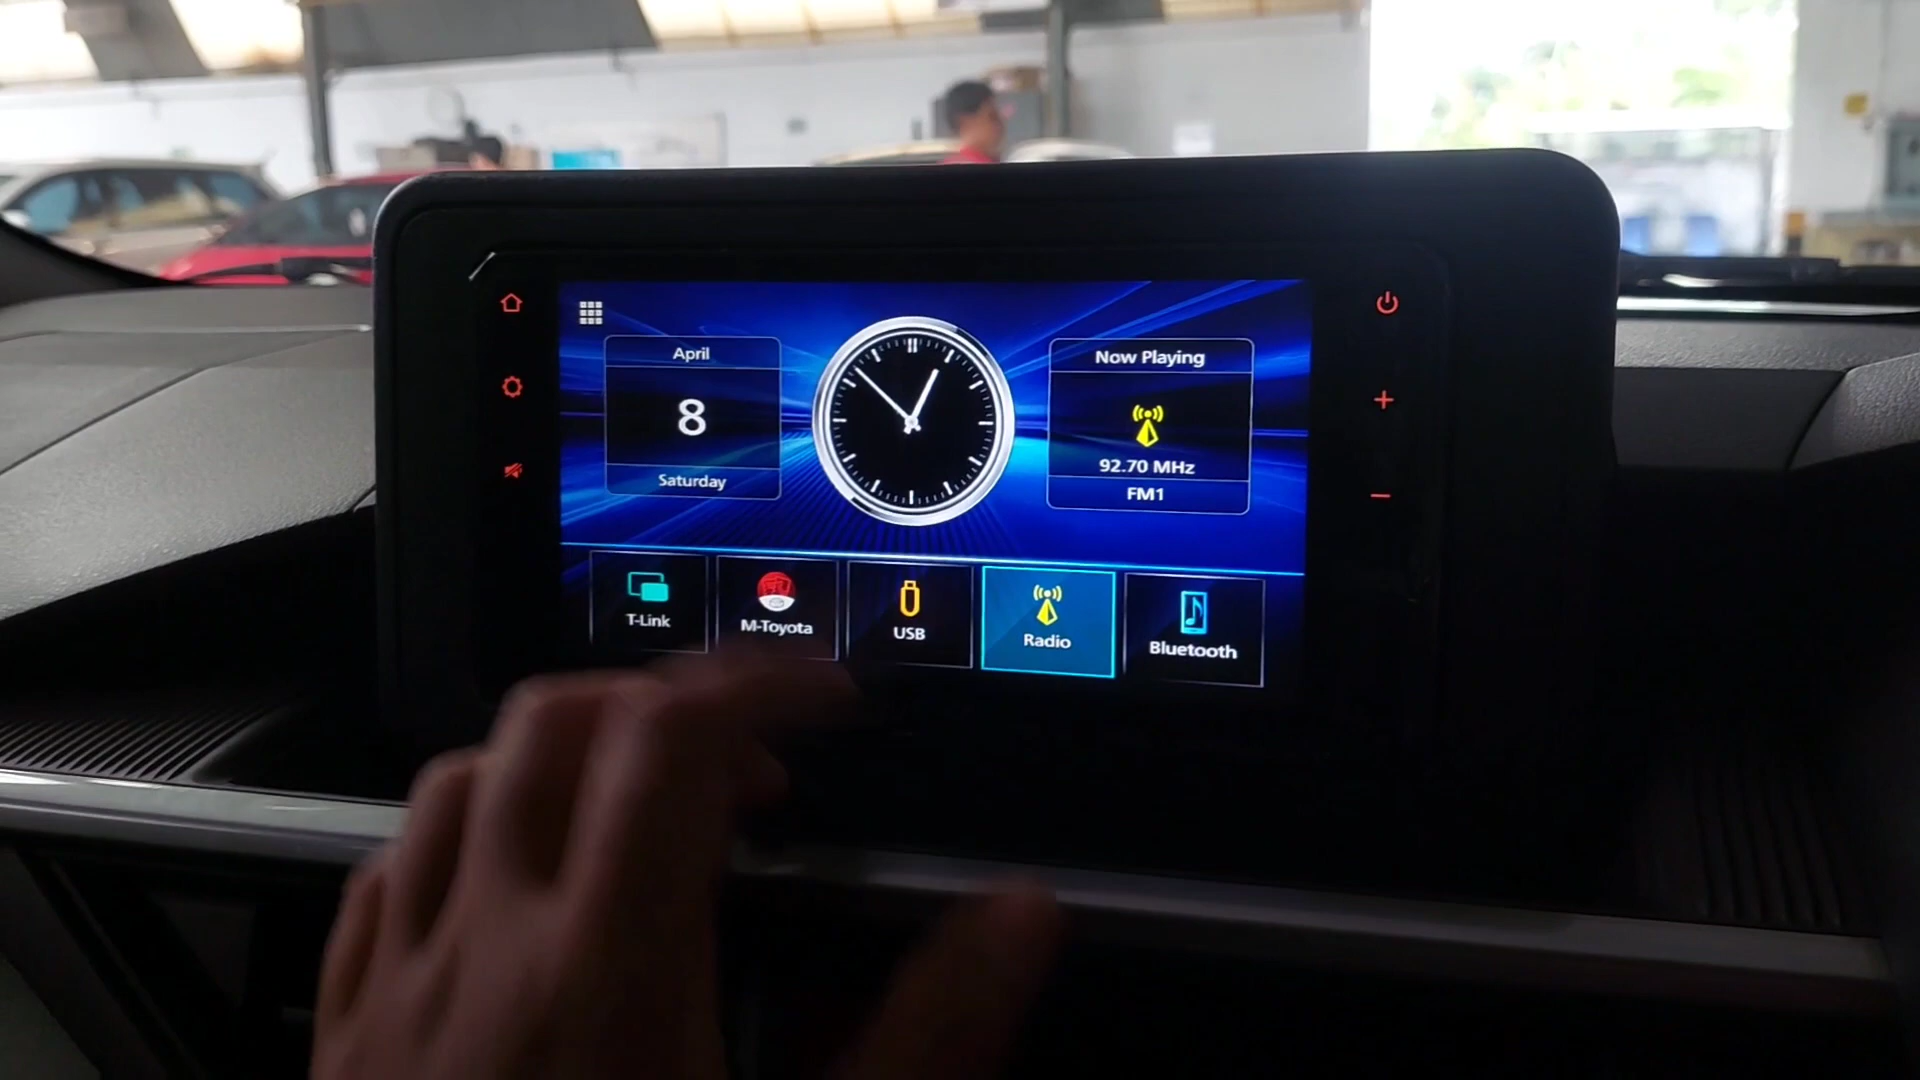 April
8
Saturday
Now Playing
92.70 MHz
FM1
T-Link
M-Toyota
USB
Radio
Bluetooth